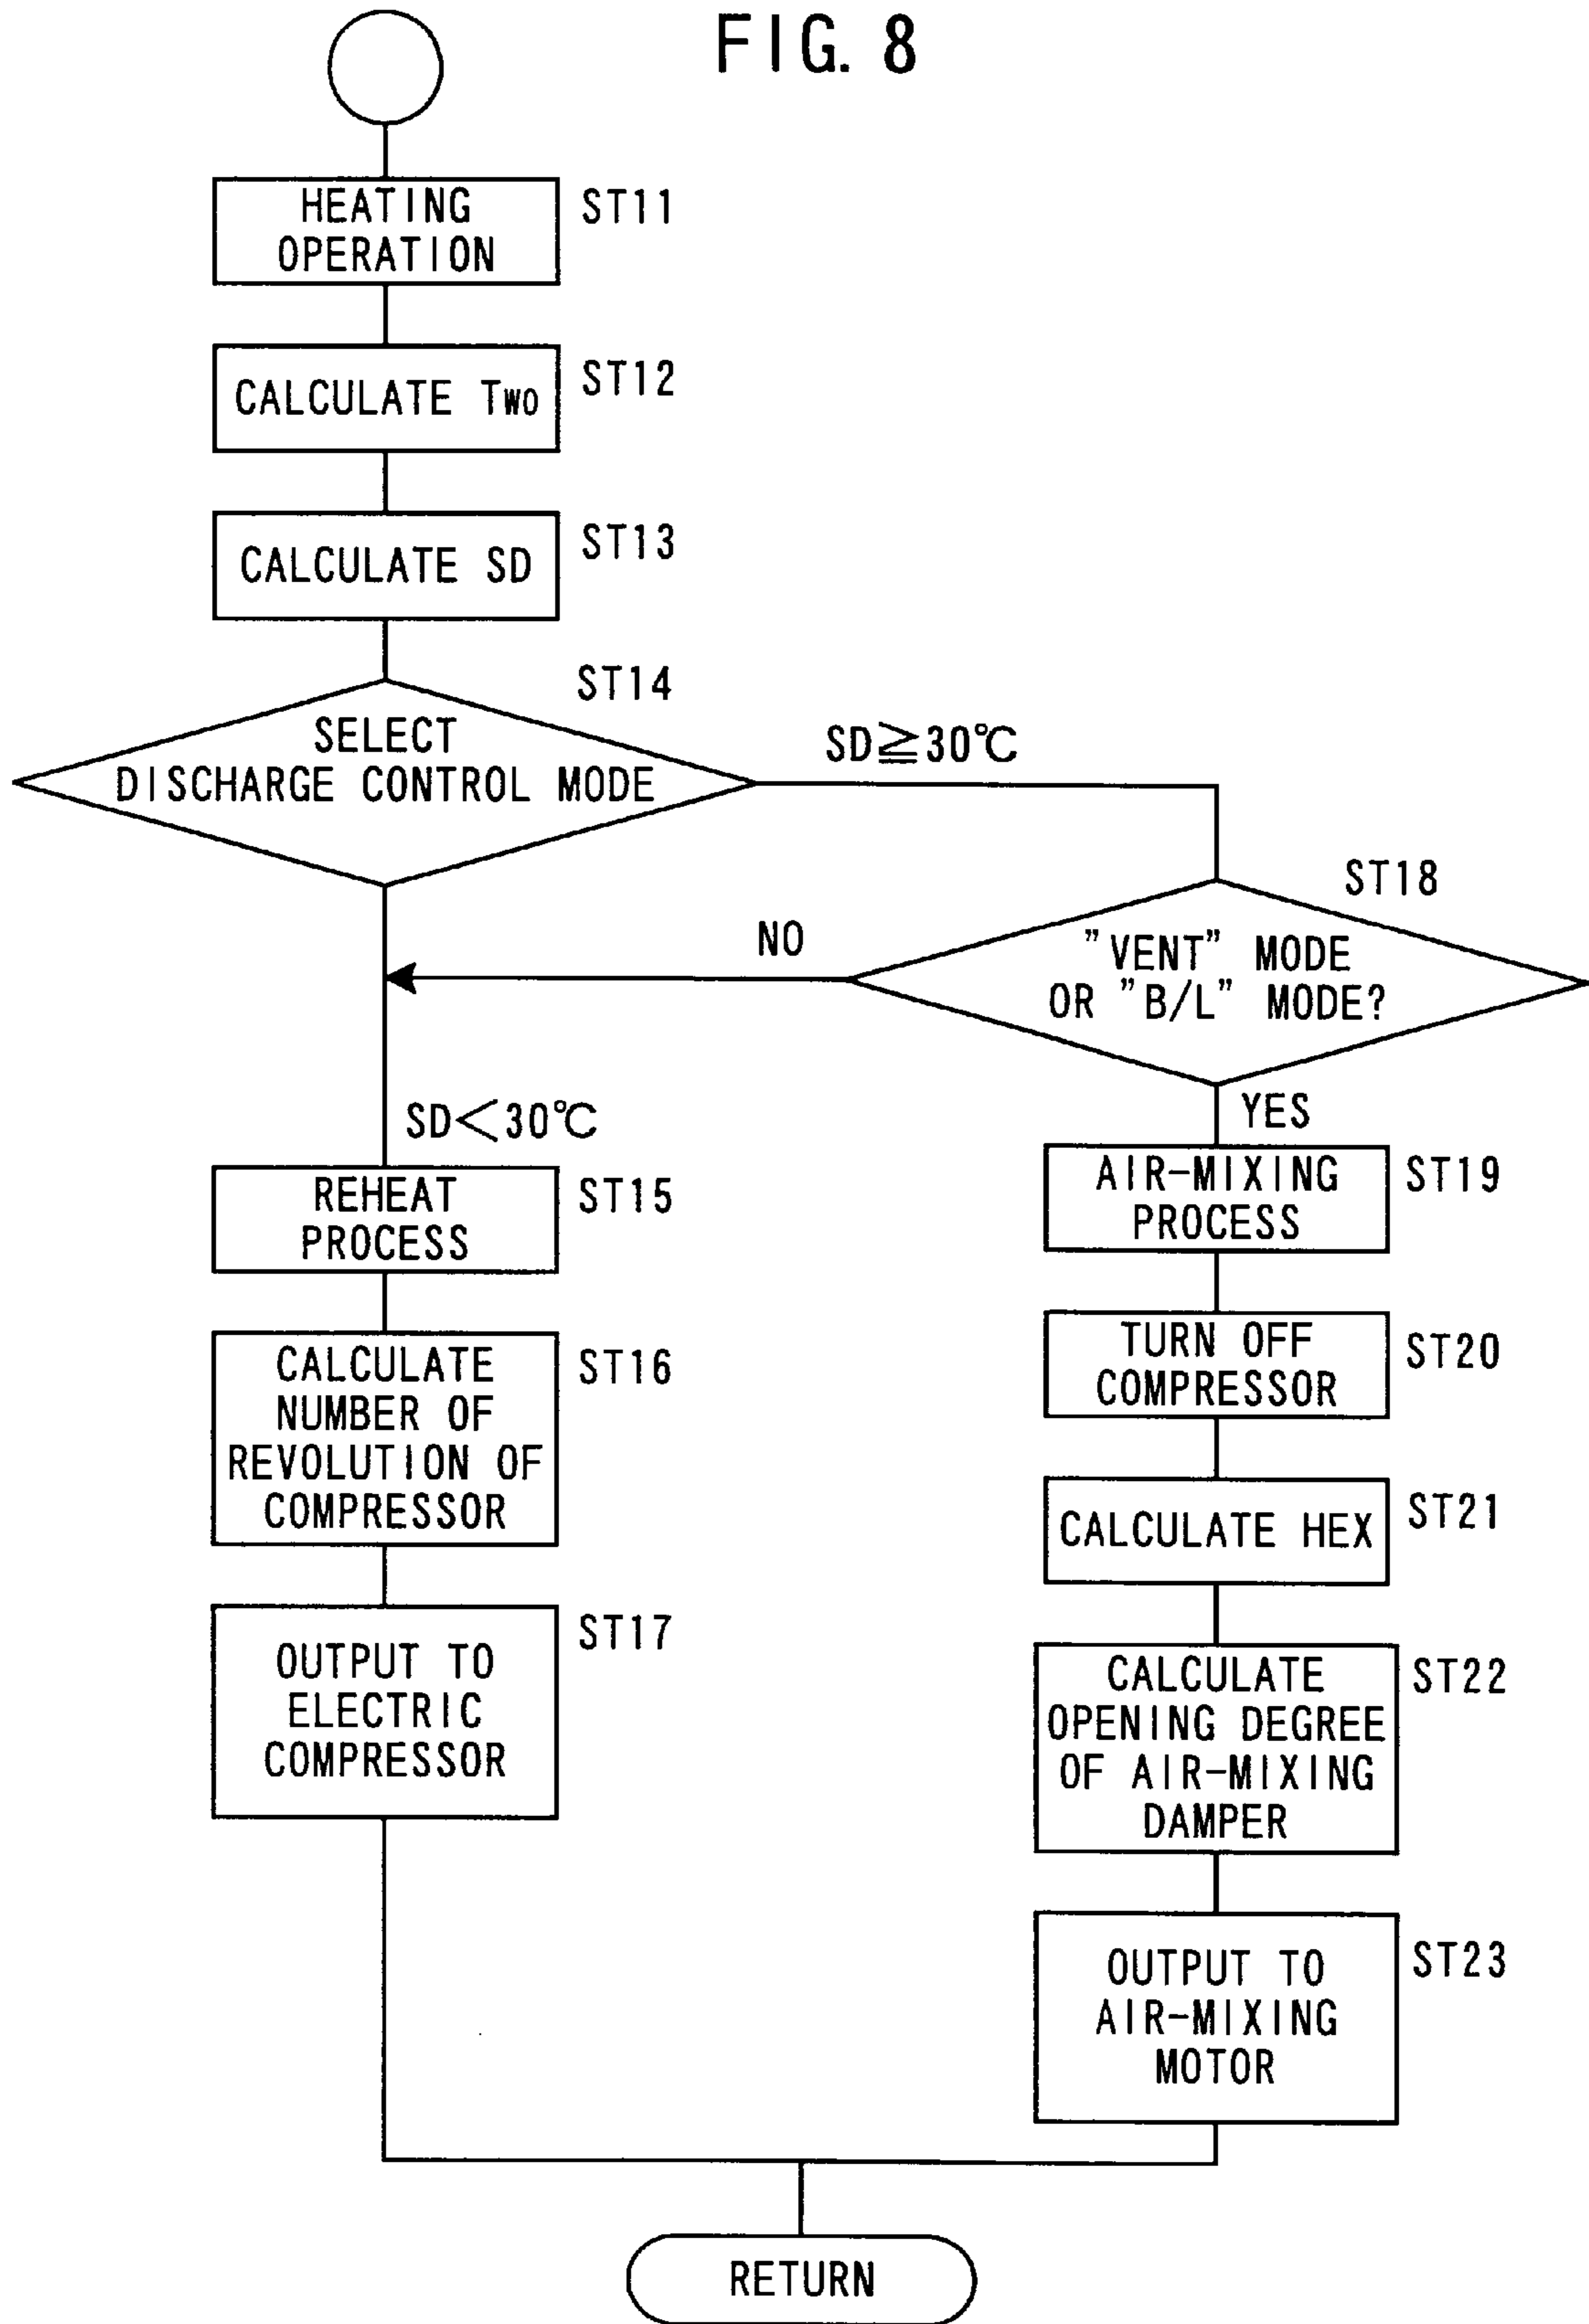 FIG. 8
HEATING
OPERATION
ST11
CALCULATE TWO
ST12
CALCULATE SD
ST13
ST14
SELECT
DISCHARGE CONTROL MODE
SD≧30℃
ST18
NO
"VENT" MODE
OR "B/L" MODE?
YES
SD<30℃
REHEAT
PROCESS
ST15
CALCULATE
NUMBER OF
REVOLUTION OF
COMPRESSOR
ST16
OUTPUT TO
ELECTRIC
COMPRESSOR
ST17
AIR-MIXING
PROCESS
ST19
TURN OFF
COMPRESSOR
ST20
CALCULATE HEX
ST21
CALCULATE
OPENING DEGREE
OF AIR-MIXING
DAMPER
ST22
OUTPUT TO
AIR-MIXING
MOTOR
ST23
RETURN